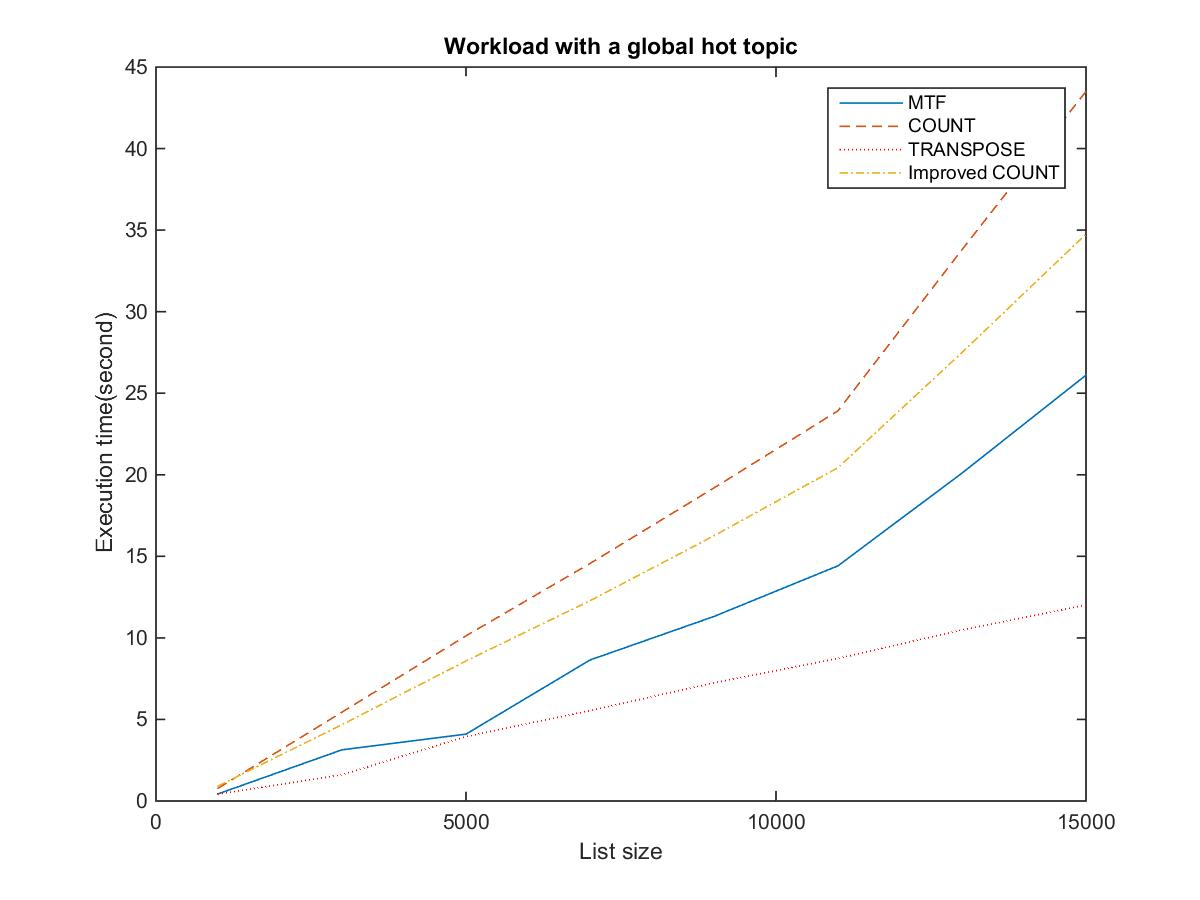 Workload with a global hot topic
45
40
35
30
25
20
15
10
5
0
Execution time(second)
MTF
COUNT
TRANSPOSE
Improved COUNT
0 5000 10000 15000
List size